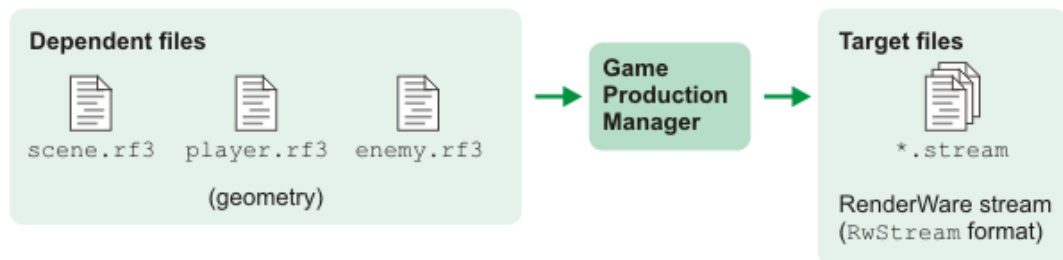 Dependent files
scene.rf3 player.rf3 enemy.rf3
(geometry)
Game
Production
Manager
Target files
*.stream
RenderWare stream
(RwStream format)